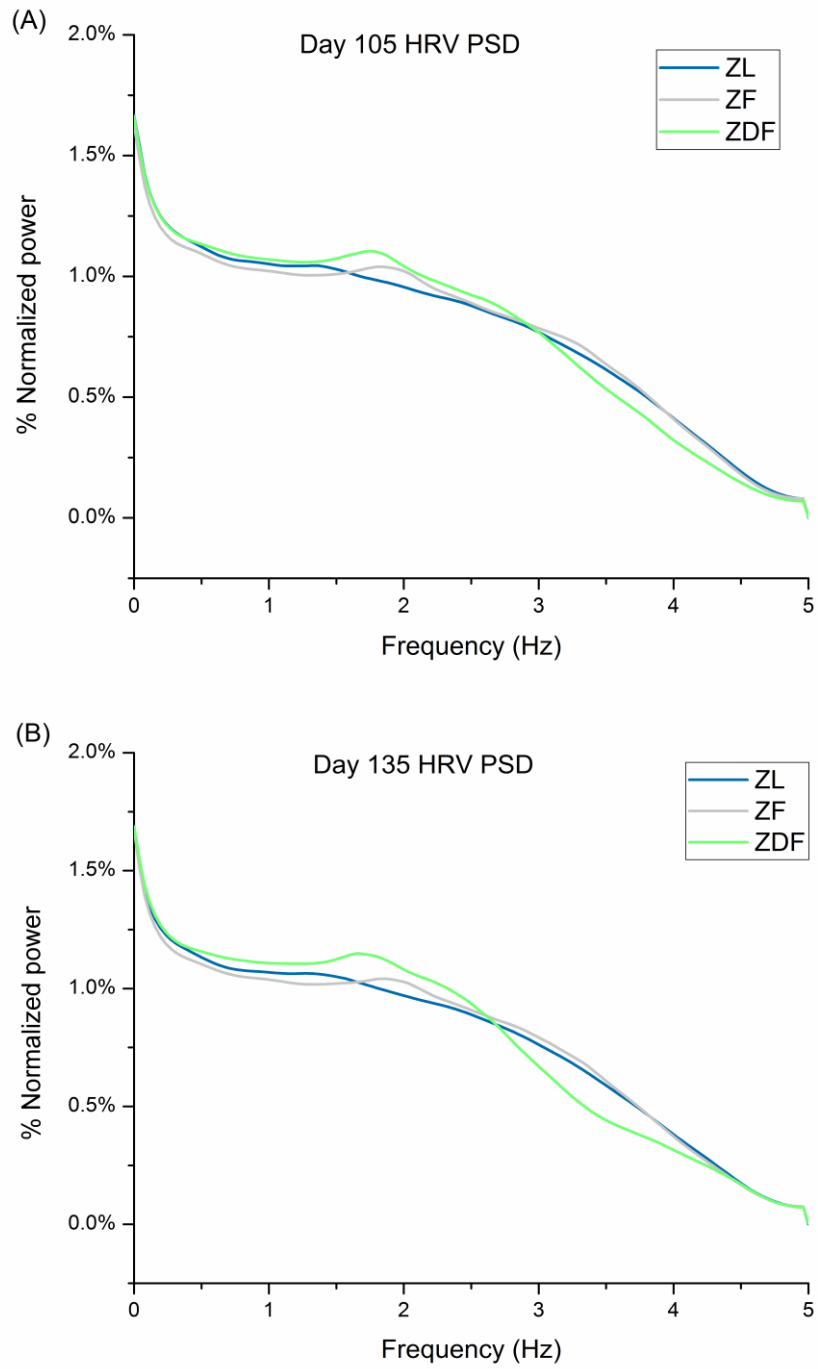 (A)
Day 105 HRV PSD
ZL
ZF
ZDF
% Normalized power
2.0%
1.5%
1.0%
0.5%
0.0%
0 1 2 3 4 5
Frequency (Hz)
(B)
Day 135 HRV PSD
ZL
ZF
ZDF
% Normalized power
2.0%
1.5%
1.0%
0.5%
0.0%
0 1 2 3 4 5
Frequency (Hz)